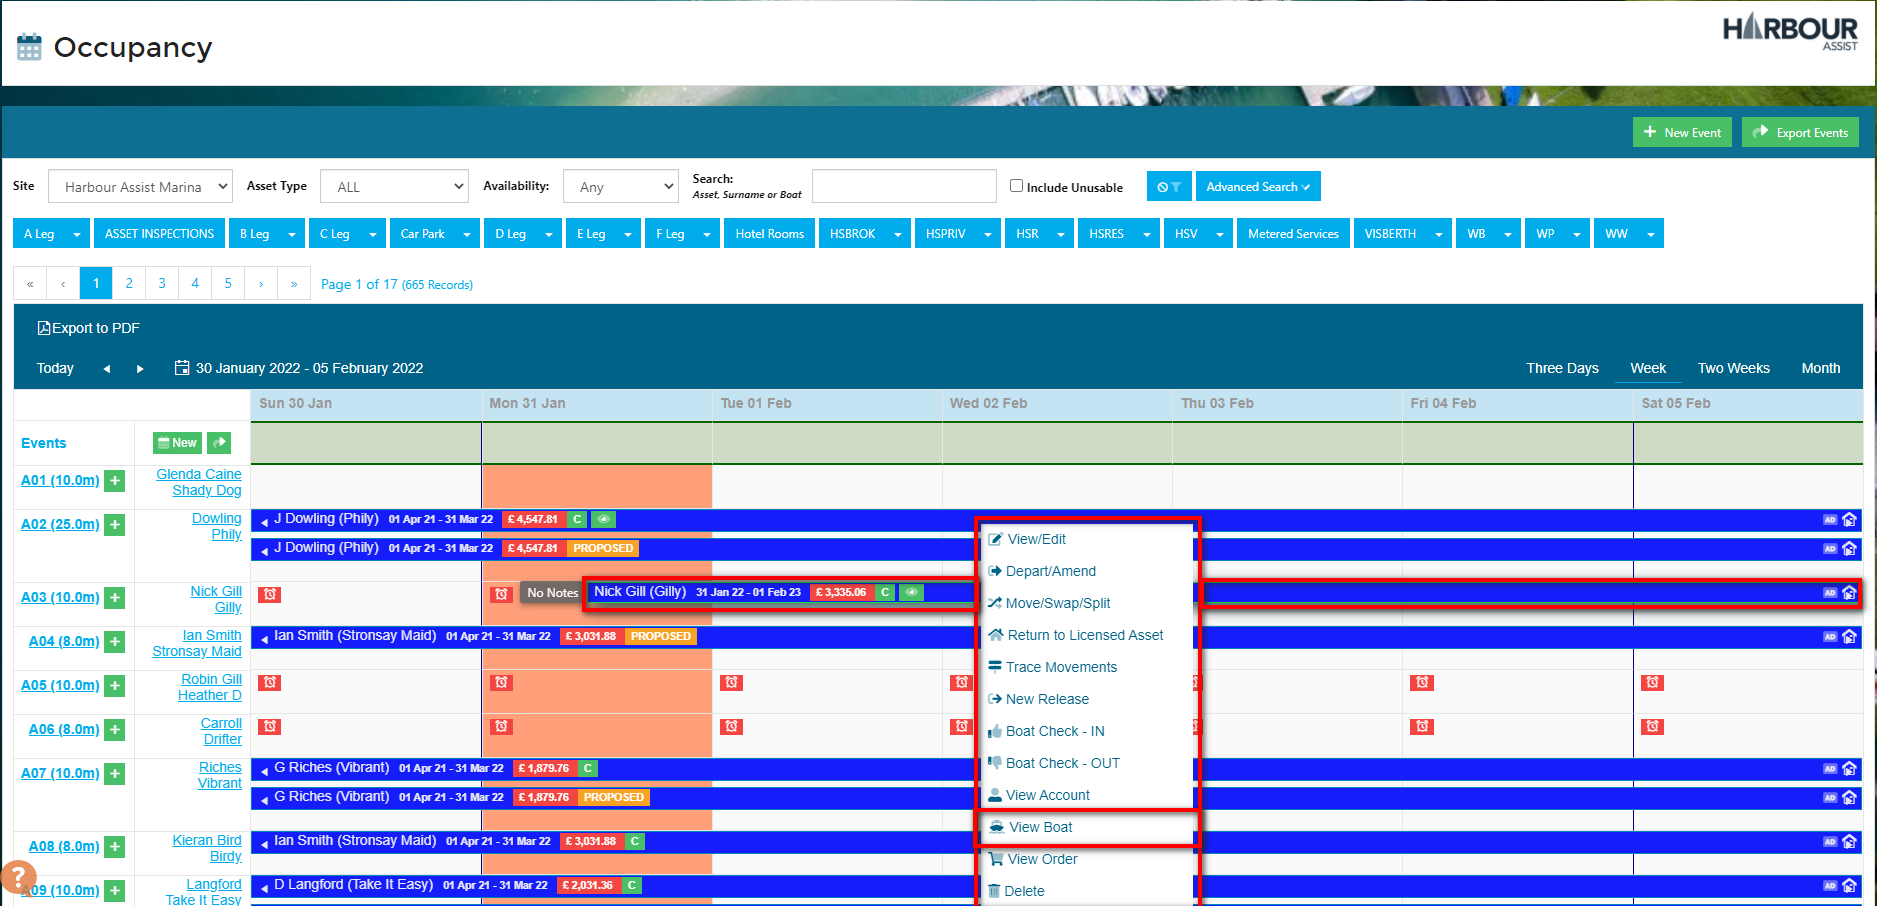 Occupancy
HARBOUR
ASSIST
New Event
Export Events
Site
Harbour Assist Marina
Asset Type
ALL
Availability:
Any
Search:
Asset, Surname or Boat
Include Unusable
Advanced Search
A Leg
ASSET INSPECTIONS
B Leg
C Leg
Car Park
D Leg
E Leg
F Leg
Hotel Rooms
HSBROK
HSPRIV
HSR
HSRES
HSV
Metered Services
VISBERTH
WB
WP
WW
« ‹ 1 2 3 4 5 › » Page 1 of 17 (665 Records)
Export to PDF
Today
30 January 2022 - 05 February 2022
Three Days
Week
Two Weeks
Month
Sun 30 Jan
Mon 31 Jan
Tue 01 Feb
Wed 02 Feb
Thu 03 Feb
Fri 04 Feb
Sat 05 Feb
Events
New
A01 (10.0m) +
Glenda Caine
Shady Dog
A02 (25.0m) +
Dowling
Phily
J Dowling (Phily) 01 Apr 21 - 31 Mar 22 £ 4,547.81 C
AD
J Dowling (Phily) 01 Apr 21 - 31 Mar 22 £ 4,547.81 PROPOSED
AD
A03 (10.0m) +
Nick Gill
Gilly
No Notes
Nick Gill (Gilly) 31 Jan 22 - 01 Feb 23 £ 3,335.06 C
AD
A04 (8.0m) +
Ian Smith
Stronsay Maid
Ian Smith (Stronsay Maid) 01 Apr 21 - 31 Mar 22 £ 3,031.88 PROPOSED
AD
A05 (10.0m) +
Robin Gill
Heather D
A06 (8.0m) +
Carroll
Drifter
A07 (10.0m) +
Riches
Vibrant
G Riches (Vibrant) 01 Apr 21 - 31 Mar 22 £ 1,879.76 C
AD
G Riches (Vibrant) 01 Apr 21 - 31 Mar 22 £ 1,879.76 PROPOSED
AD
A08 (8.0m) +
Kieran Bird
Birdy
Ian Smith (Stronsay Maid) 01 Apr 21 - 31 Mar 22 £ 3,031.88 C
AD
?
A09 (10.0m) +
Langford
Take It Easy
D Langford (Take It Easy) 01 Apr 21 - 31 Mar 22 £ 2,031.36 C
AD
View/Edit
Depart/Amend
Move/Swap/Split
Return to Licensed Asset
Trace Movements
New Release
Boat Check - IN
Boat Check - OUT
View Account
View Boat
View Order
Delete